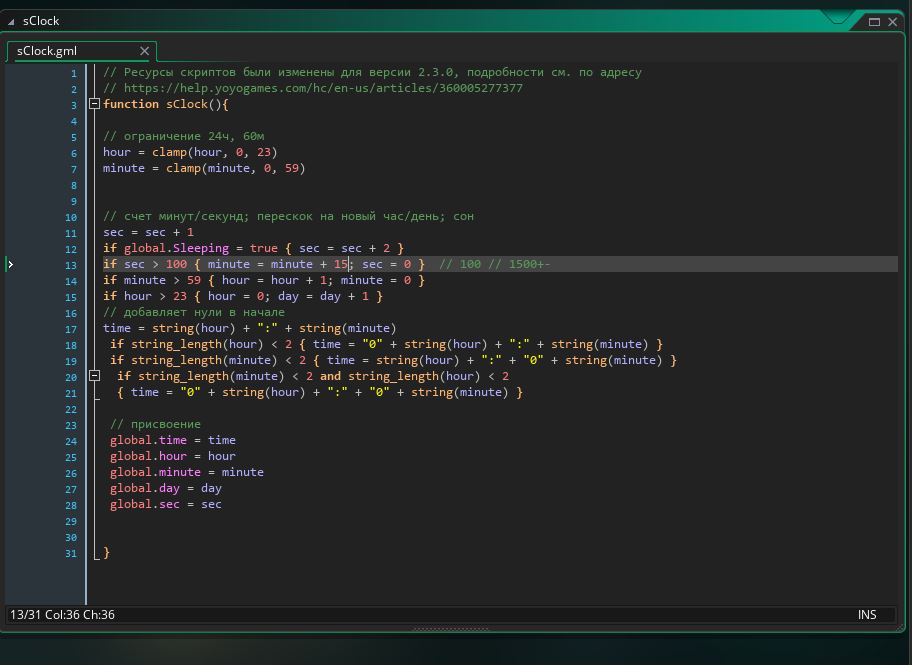 sClock
sClock.gml
1 // Ресурсы скриптов были изменены для версии 2.3.0, подробности см. по адресу
2 // https://help.yoyogames.com/hc/en-us/articles/360005277377
3 function sClock(){
4
5 // ограничение 24ч, 60м
6 hour = clamp(hour, 0, 23)
7 minute = clamp(minute, 0, 59)
8
9
10 // счет минут/секунд; перескок на новый час/день; сон
11 sec = sec + 1
12 if global.Sleeping = true { sec = sec + 2 }
13 if sec > 100 { minute = minute + 15; sec = 0 } // 100 // 1500+-
14 if minute > 59 { hour = hour + 1; minute = 0 }
15 if hour > 23 { hour = 0; day = day + 1 }
16 // добавляет нули в начале
17 time = string(hour) + ":" + string(minute)
18 if string_length(hour) < 2 { time = "0" + string(hour) + ":" + string(minute) }
19 if string_length(minute) < 2 { time = string(hour) + ":" + "0" + string(minute) }
20 if string_length(minute) < 2 and string_length(hour) < 2
21 { time = "0" + string(hour) + ":" + "0" + string(minute) }
22
23 // присвоение
24 global.time = time
25 global.hour = hour
26 global.minute = minute
27 global.day = day
28 global.sec = sec
29
30
31 }
13/31 Col:36 Ch:36 INS